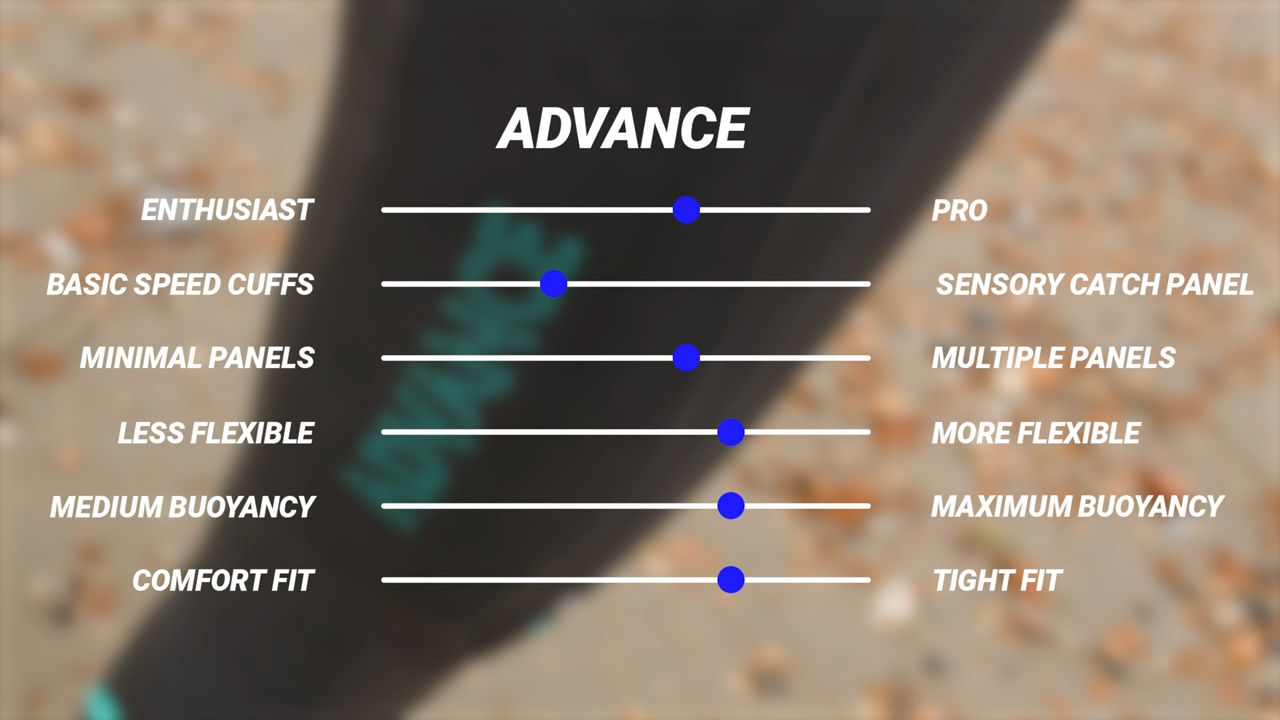 ADVANCE
ENTHUSIAST PRO
BASIC SPEED CUFFS SENSORY CATCH PANEL
MINIMAL PANELS MULTIPLE PANELS
LESS FLEXIBLE MORE FLEXIBLE
MEDIUM BUOYANCY MAXIMUM BUOYANCY
COMFORT FIT TIGHT FIT
ADVANCE